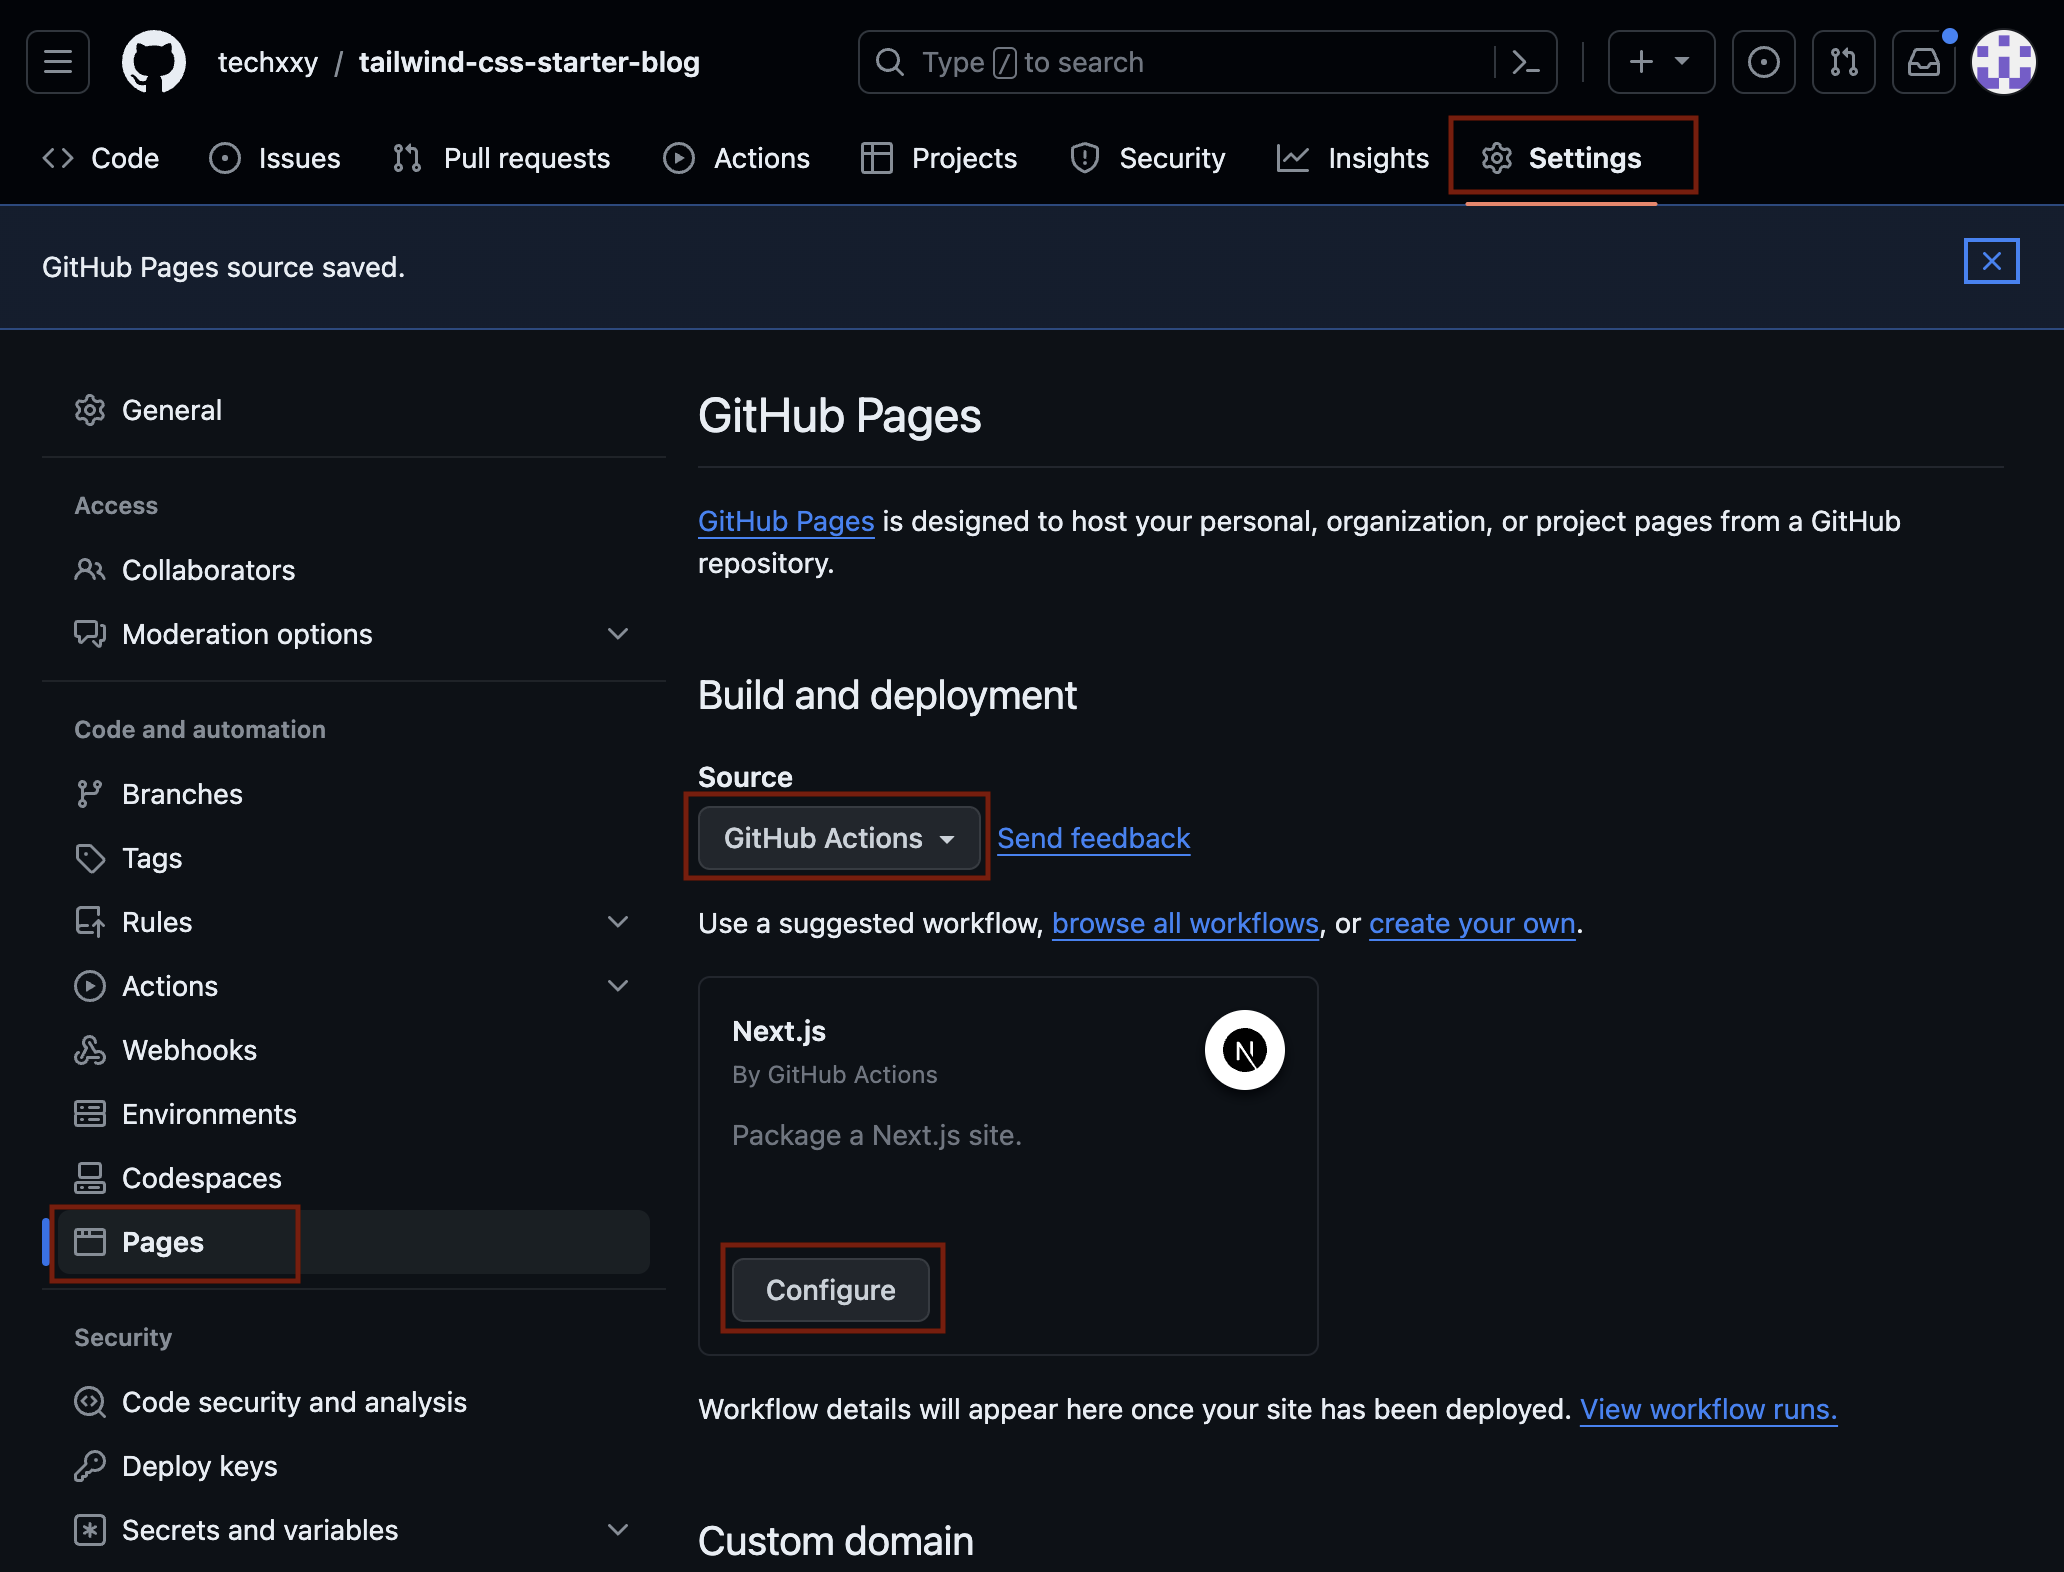 techxxy / tailwind-css-starter-blog
Type / to search
Code
Issues
Pull requests
Actions
Projects
Security
Insights
Settings
GitHub Pages source saved.
General
Access
Collaborators
Moderation options
Code and automation
Branches
Tags
Rules
Actions
Webhooks
Environments
Codespaces
Pages
Security
Code security and analysis
Deploy keys
Secrets and variables
GitHub Pages
GitHub Pages is designed to host your personal, organization, or project pages from a GitHub
repository.
Build and deployment
Source
GitHub Actions
Send feedback
Use a suggested workflow, browse all workflows, or create your own.
Next.js
N
By GitHub Actions
Package a Next.js site.
Configure
Workflow details will appear here once your site has been deployed. View workflow runs.
Custom domain